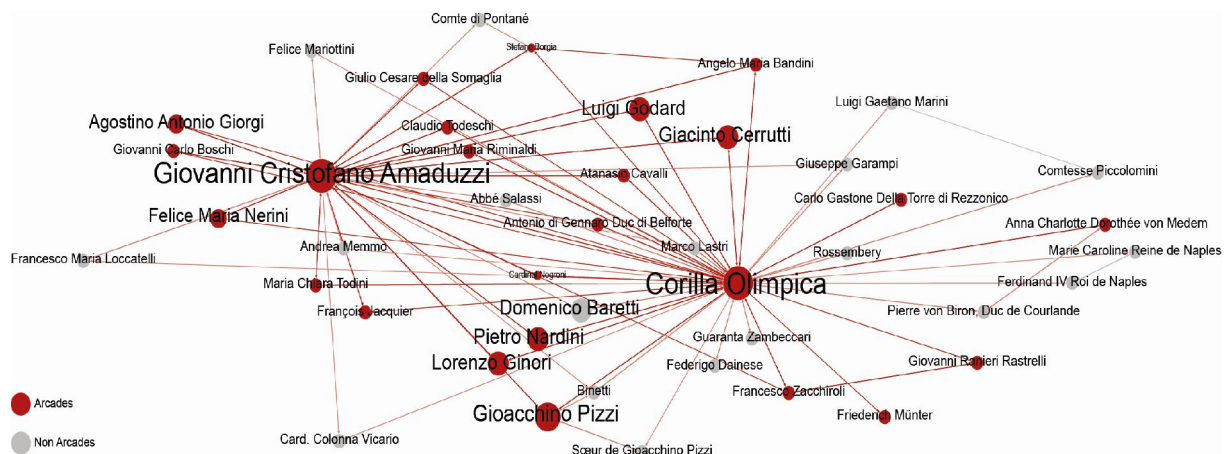 Comte di Pontané
Felice Mariottini
Stefano Borgia
Angelo Maria Bandini
Giulio Cesare della Somaglia
Luigi Gaetano Marini
Luigi Godard
Agostino Antonio Giorgi
Claudio Todeschi
Giacinto Cerrutti
Giovanni Carlo Boschi
Giovanni Maria Riminaldi
Giuseppe Garampi
Giovanni Cristofano Amaduzzi
Atanasio Cavalli
Comtesse Piccolomini
Abbé Salassi
Carlo Gastone Della Torre di Rezzonico
Felice Maria Nerini
Antonio di Gennaro Duc di Belforte
Anna Charlotte Dorothée von Medem
Andrea Memmo
Marco Lastri
Rossembery
Marie Caroline Reine de Naples
Francesco Maria Loccatelli
Cardinal Negroni
Maria Chiara Todini
Corilla Olimpica
Ferdinand IV Roi de Naples
François Jacquier
Domenico Baretti
Pierre von Biron, Duc de Courlande
Pietro Nardini
Guaranta Zambeccari
Lorenzo Ginori
Federigo Dainese
Giovanni Ranieri Rastrelli
Binetti
Francesco Zacchiroli
Arcades
Gioacchino Pizzi
Friederich Münter
Non Arcades
Card. Colonna Vicario
Sœur de Gioacchino Pizzi